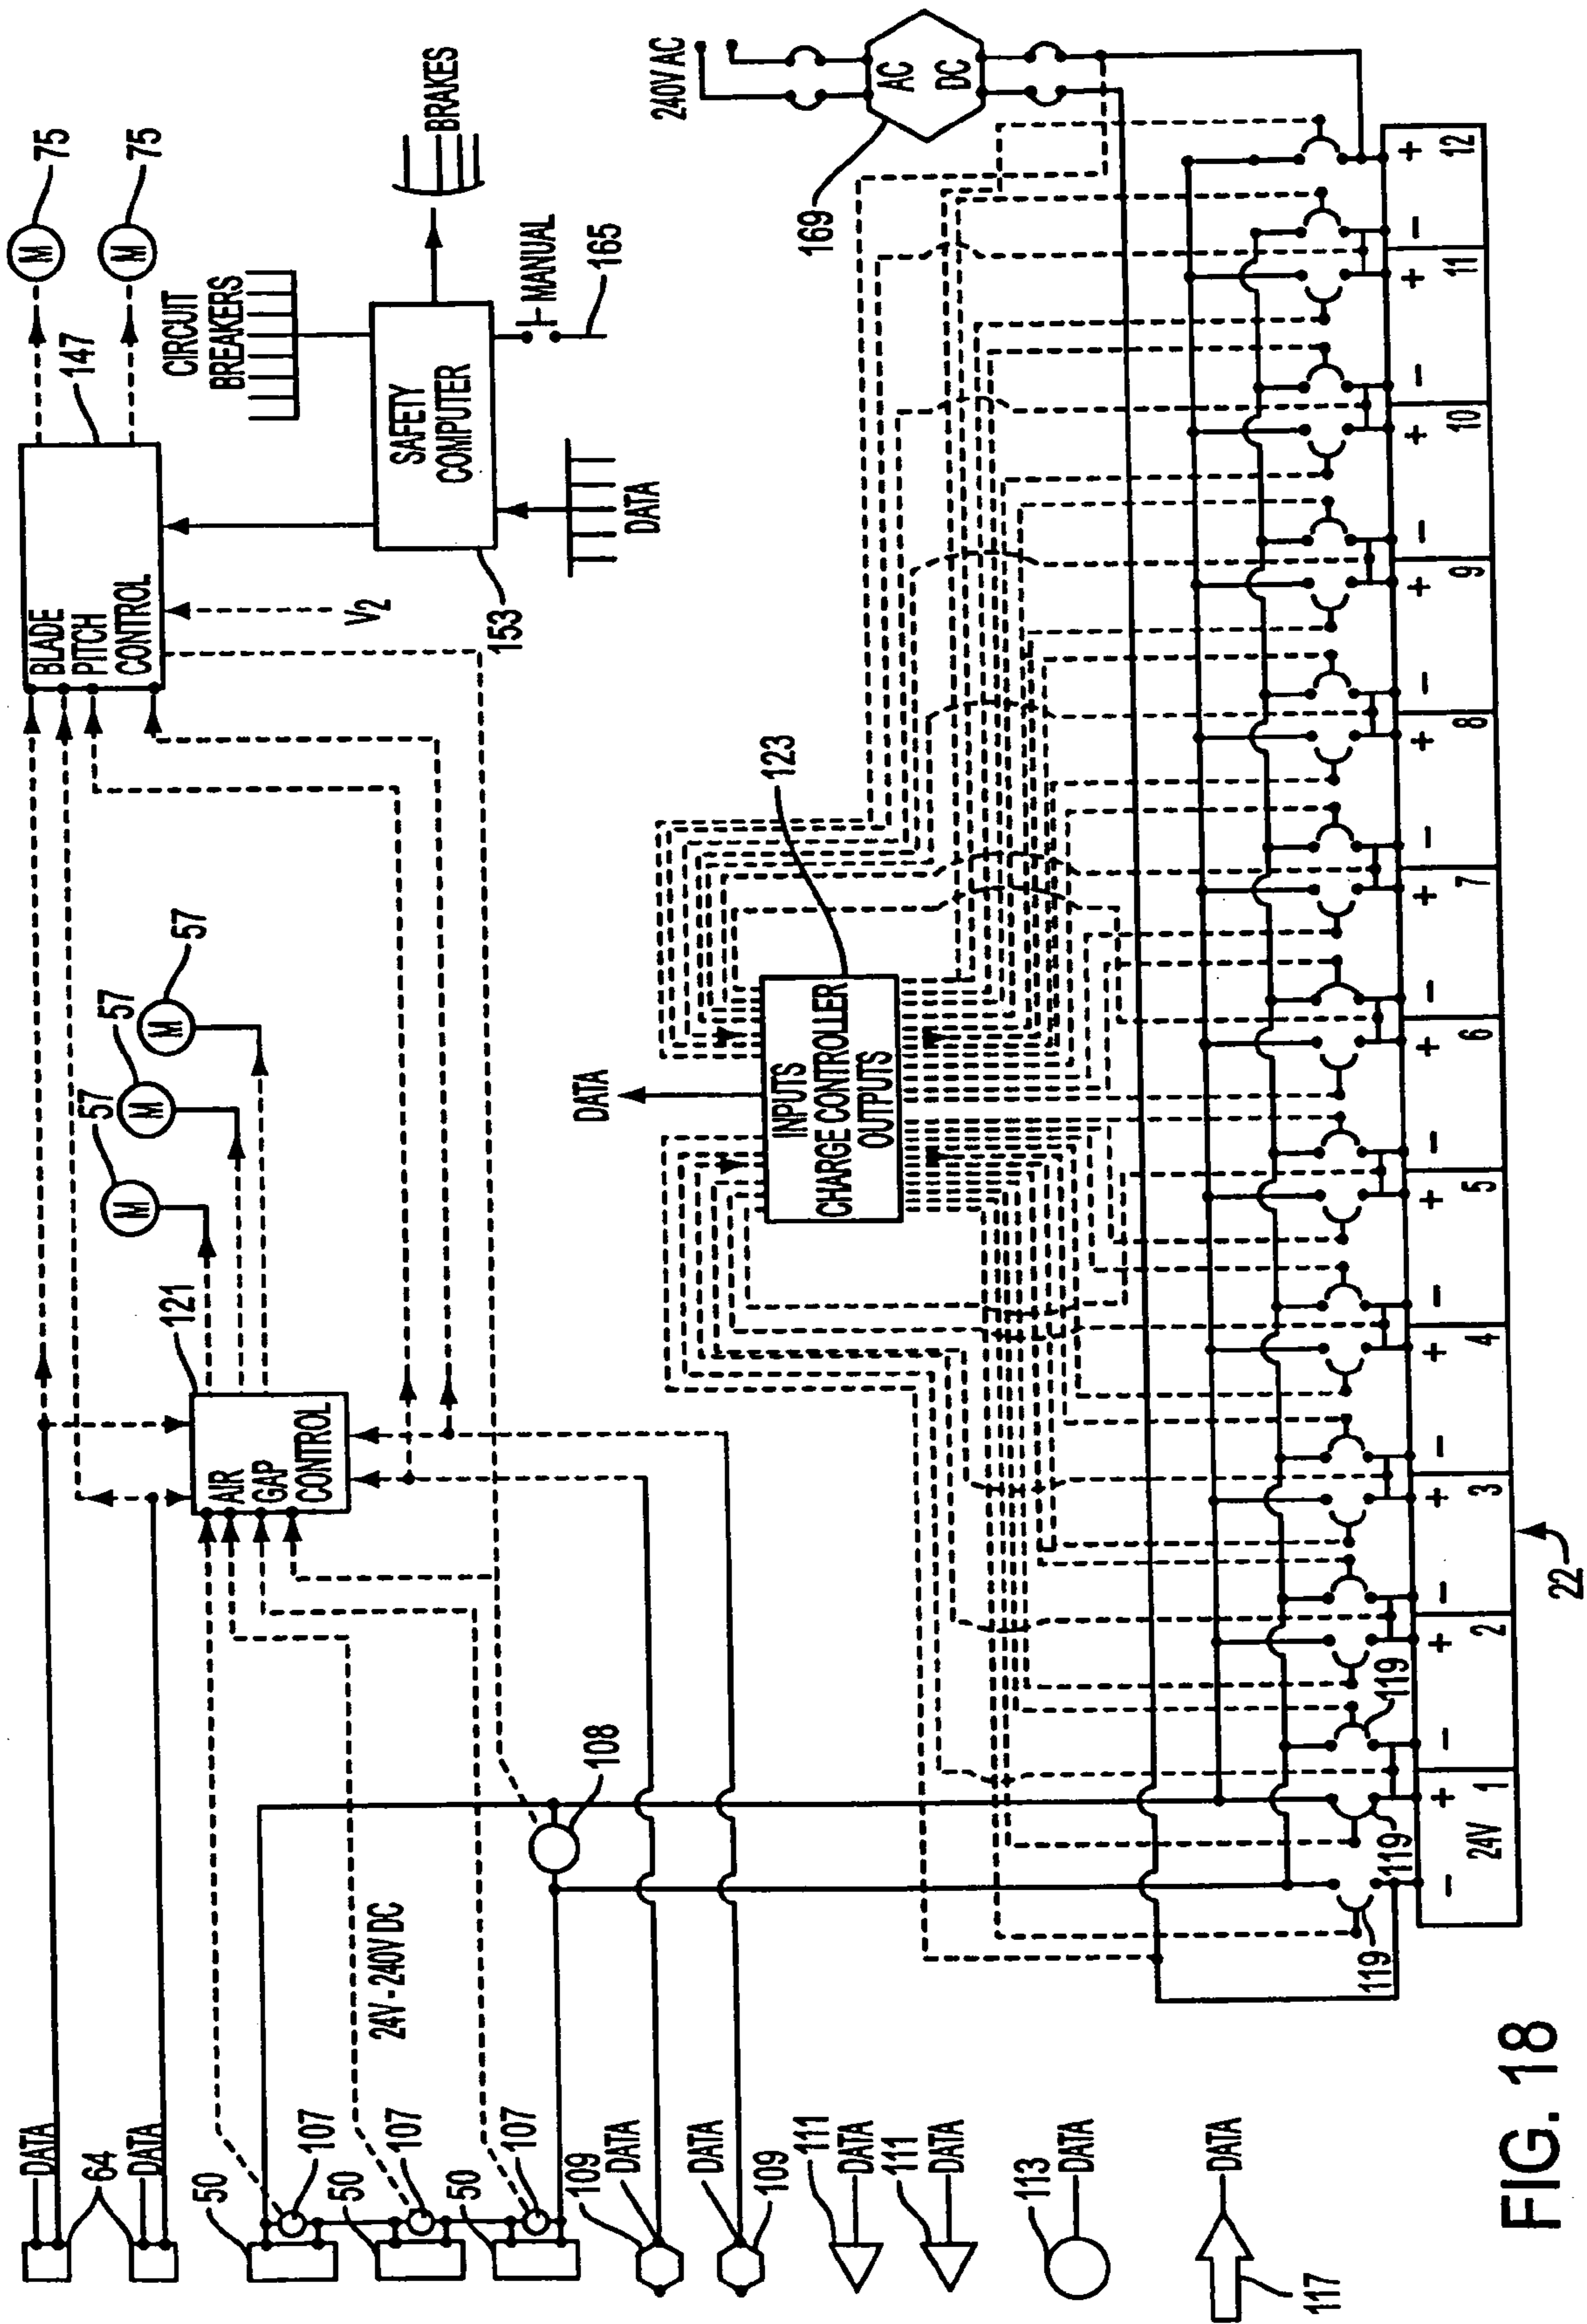 DATA
DATA
64
50
107
50
107
50
107
24V - 240V DC
109
DATA
DATA
109
111
DATA
111
DATA
113
DATA
117
DATA
108
121
AIR
GAP
CONTROL
57
M
57
M
57
M
BLADE
PITCH
CONTROL
147
V2
M
75
M
75
CIRCUIT
BREAKERS
SAFETY
COMPUTER
153
DATA
BRAKES
MANUAL
165
DATA
INPUTS
CHARGE CONTROLLER
OUTPUTS
123
240V AC
AC
DC
169
119
119
119
- + - + - + - + - + - + - + - + - + - + - + - +
24V
1
2
3
4
5
6
7
8
9
10
11
12
22
FIG. 18